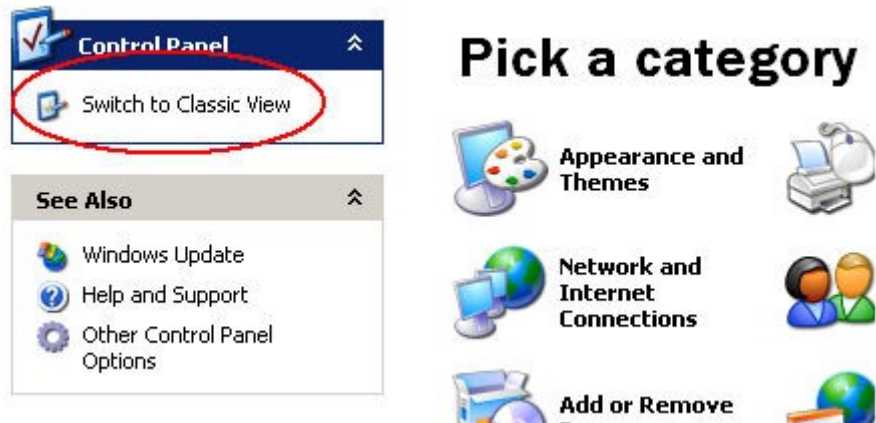 Control Panel
Switch to Classic View
See Also
Windows Update
Help and Support
Other Control Panel
Options
Pick a category
Appearance and
Themes
Network and
Internet
Connections
Add or Remove